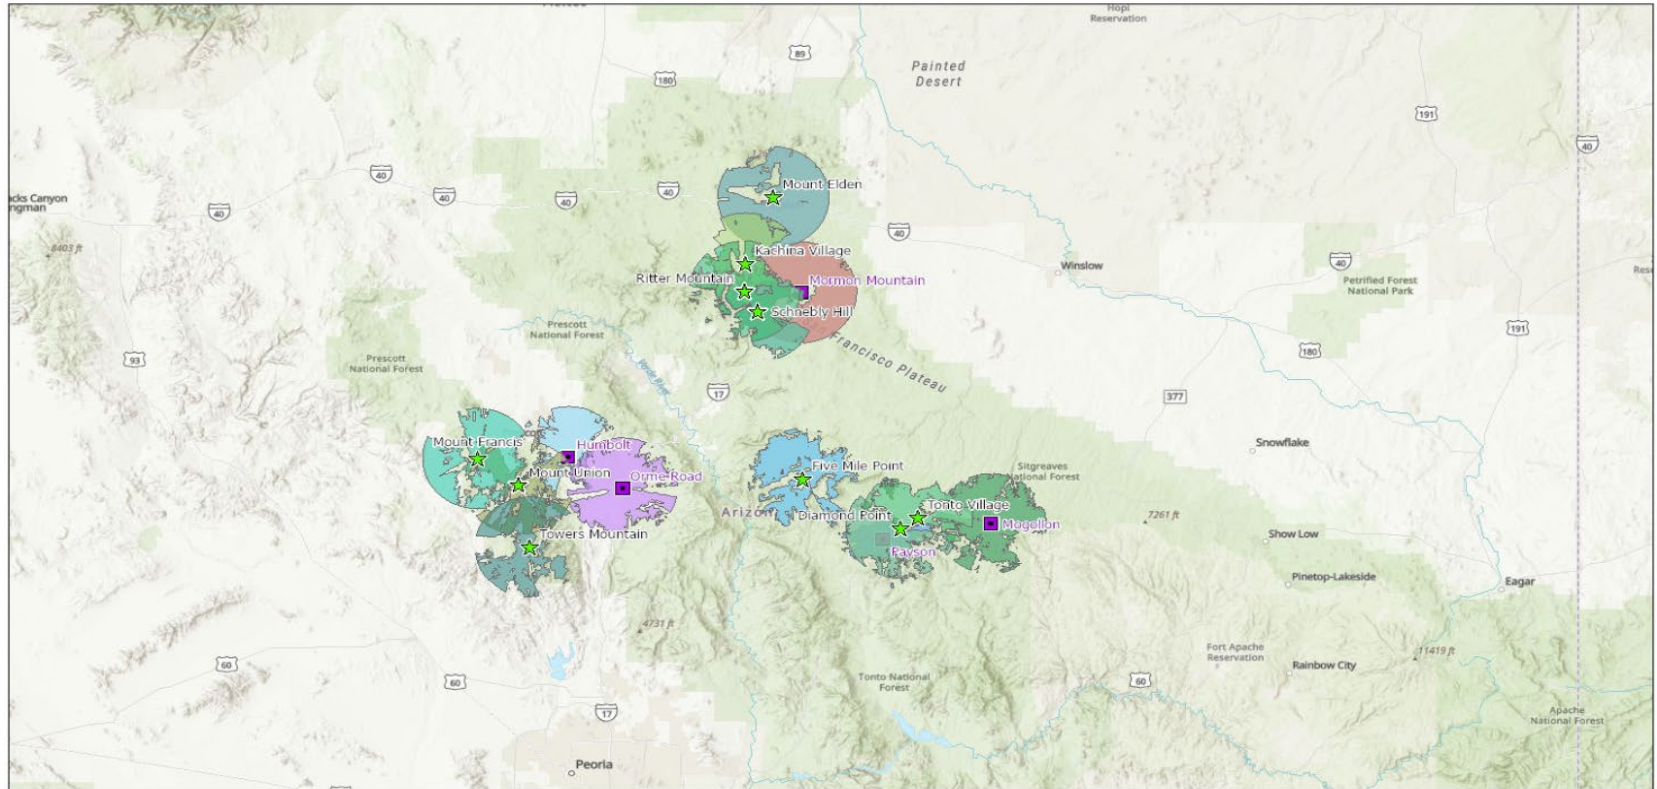 Hopi
Reservation
89
180
Painted
Desert
191
40
40
40
40
40
40
40
40
8403 ft
Mount Elden
Kachina Village
Ritter Mountain
Mormon Mountain
Schnebly Hill
Winslow
Petrified Forest
National Park
Prescott
National Forest
Prescott
National Forest
93
191
180
Francisco Plateau
Verde River
17
377
Mount Francis
Humbolt
Mount Union
Orme Road
Towers Mountain
Five Mile Point
Snowflake
Sitgreaves
National Forest
Arizona
Diamond Point
Tonto Village
Mogollon
Payson
7261 ft
Show Low
Pinetop-Lakeside
Eagar
4731 ft
60
60
17
Tonto National
Forest
60
Fort Apache
Reservation
Rainbow City
11419 ft
Apache
National Forest
Peoria